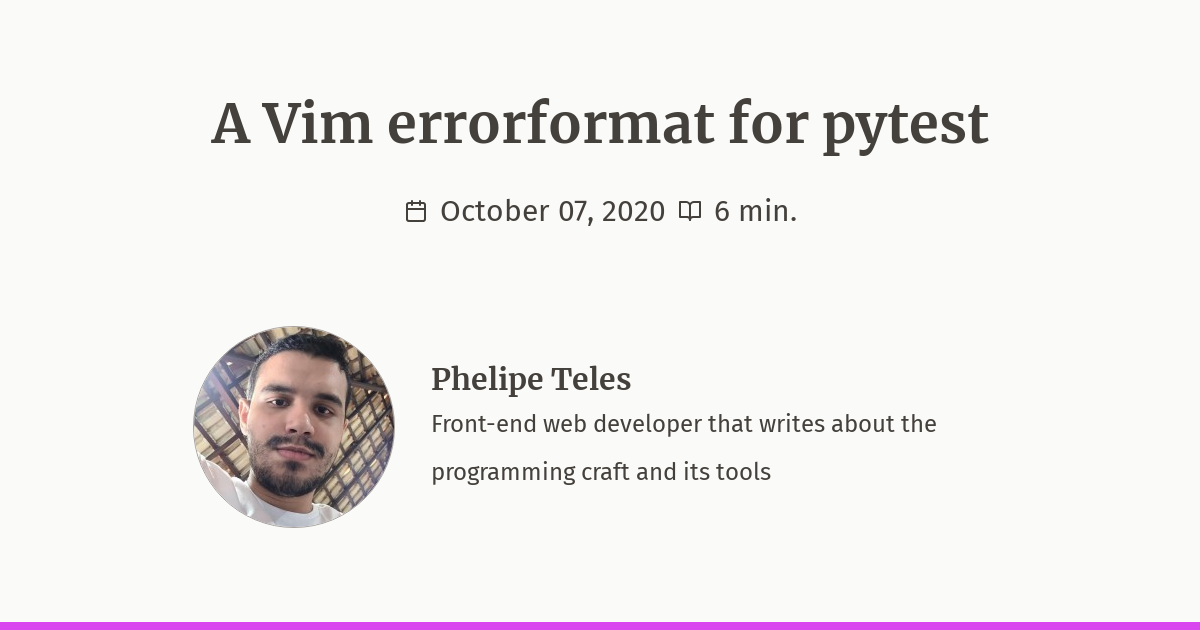 A Vim errorformat for pytest
October 07, 2020 6 min.
Phelipe Teles
Front-end web developer that writes about the
programming craft and its tools